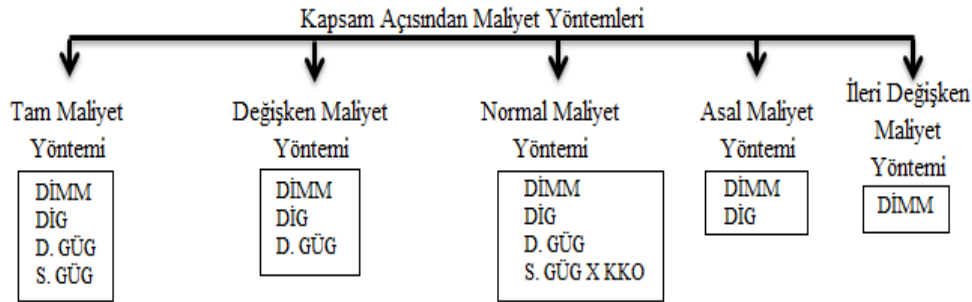 Kapsam Açısından Maliyet Yöntemleri
Tam Maliyet
Yöntemi
DİMM
DİG
D. GÜG
S. GÜG
Değişken Maliyet
Yöntemi
DİMM
DİG
D. GÜG
Normal Maliyet
Yöntemi
DİMM
DİG
D. GÜG
S. GÜG X KKO
Asal Maliyet
Yöntemi
DİMM
DİG
İleri Değişken
Maliyet
Yöntemi
DİMM